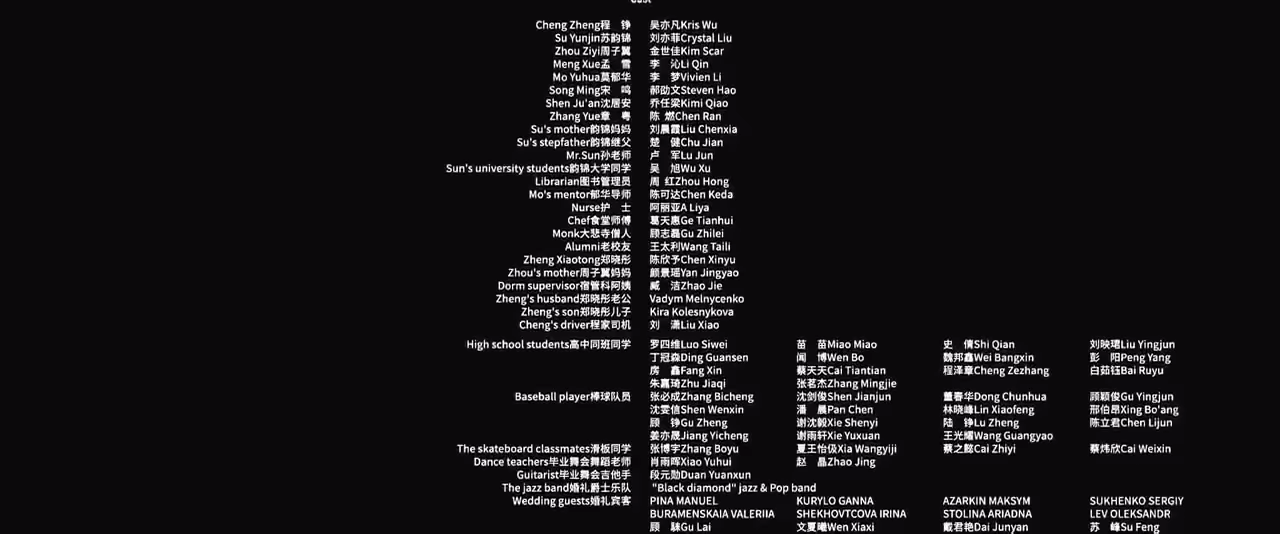 Cheng Zheng程 铮 吴亦凡Kris Wu
Su Yunjin苏韵锦 刘亦菲Crystal Liu
Zhou Ziyi周子翼 金世佳Kim Scar
Meng Xue孟 雪 李 沁Li Qin
Mo Yuhua莫郁华 李 梦Vivien Li
Song Ming宋 鸣 郝劭文Steven Hao
Shen Ju'an沈居安 乔任梁Kimi Qiao
Zhang Yue章 粤 陈 燃Chen Ran
Su's mother韵锦妈妈 刘晨霞Liu Chenxia
Su's stepfather韵锦继父 楚 健Chu Jian
Mr.Sun孙老师 卢 军Lu Jun
Sun's university students韵锦大学同学 吴 旭Wu Xu
Librarian图书管理员 周 红Zhou Hong
Mo's mentor郁华导师 陈可达Chen Keda
Nurse护 士 阿丽亚A Liya
Chef食堂师傅 葛天惠Ge Tianhui
Monk大悲寺僧人 顾志磊Gu Zhilei
Alumni老校友 王太利Wang Taili
Zheng Xiaotong郑晓彤 陈欣予Chen Xinyu
Zhou's mother周子翼妈妈 颜景瑶Yan Jingyao
Dorm supervisor宿管科阿姨 臧 洁Zhao Jie
Zheng's husband郑晓彤老公 Vadym Melnycenko
Zheng's son郑晓彤儿子 Kira Kolesnykova
Cheng's driver程家司机 刘 潇Liu Xiao
High school students高中同班同学 罗四维Luo Siwei 苗 苗Miao Miao 史 倩Shi Qian 刘映珺Liu Yingjun
丁冠森Ding Guansen 闻 博Wen Bo 魏邦鑫Wei Bangxin 彭 阳Peng Yang
房 鑫Fang Xin 蔡天天Cai Tiantian 程泽章Cheng Zezhang 白茹钰Bai Ruyu
朱嘉琦Zhu Jiaqi 张茗杰Zhang Mingjie
Baseball player棒球队员 张必成Zhang Bicheng 沈剑俊Shen Jianjun 董春华Dong Chunhua 顾颖俊Gu Yingjun
沈雯信Shen Wenxin 潘 晨Pan Chen 林晓峰Lin Xiaofeng 邢伯昂Xing Bo'ang
顾 铮Gu Zheng 谢沈毅Xie Shenyi 陆 铮Lu Zheng 陈立君Chen Lijun
姜亦晟Jiang Yicheng 谢雨轩Xie Yuxuan 王光耀Wang Guangyao
The skateboard classmates滑板同学 张博宇Zhang Boyu 夏王怡伋Xia Wangyiji 蔡之懿Cai Zhiyi 蔡炜欣Cai Weixin
Dance teachers毕业舞会舞蹈老师 肖雨晖Xiao Yuhui 赵 晶Zhao Jing
Guitarist毕业舞会吉他手 段元勋Duan Yuanxun
The jazz band婚礼爵士乐队 "Black diamond" jazz & Pop band
Wedding guests婚礼宾客 PINA MANUEL KURYLO GANNA AZARKIN MAKSYM SUKHENKO SERGIY
BURAMENSKAIA VALERIIA SHEKHOVTCOVA IRINA STOLINA ARIADNA LEV OLEKSANDR
顾 Gu Lai 文夏曦Wen Xiaxi 戴君艳Dai Junyan 苏 峰Su Feng